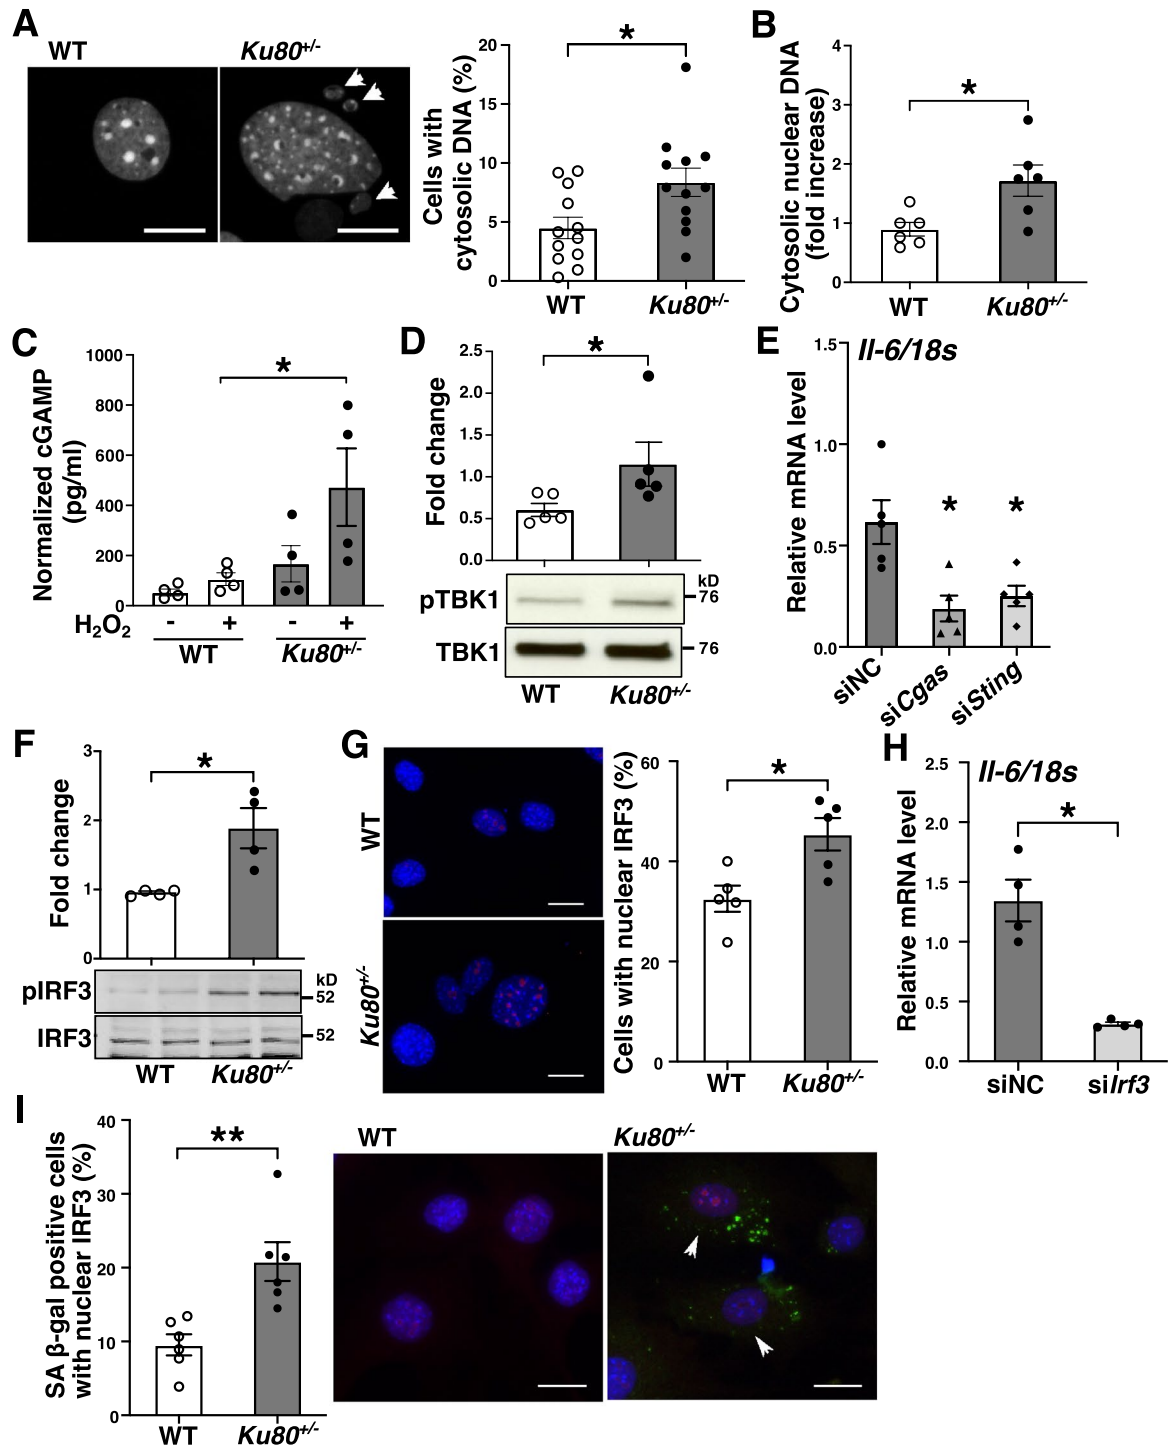 A
WT
Ku80+/-
Cells with
cytosolic DNA (%)
20
15
10
5
0
*
WT
Ku80+/-
B
Cytosolic nuclear DNA
(fold increase)
4
3
2
1
0
*
WT
Ku80+/-
C
Normalized cGAMP
(pg/ml)
1000
800
600
400
200
0
*
H2O2
-
+
-
+
WT
Ku80+/-
D
Fold change
2.5
2.0
1.5
1.0
0.5
0.0
*
kD
pTBK1
76
TBK1
76
WT
Ku80+/-
E
Il-6/18s
Relative mRNA level
1.5
1.0
0.5
0.0
*
*
siNC
siCgas
siSting
F
Fold change
3
2
1
0
*
kD
pIRF3
52
IRF3
52
WT
Ku80+/-
G
WT
Ku80+/-
Cells with nuclear IRF3 (%)
60
40
20
0
*
WT
Ku80+/-
H
Il-6/18s
Relative mRNA level
2.5
2.0
1.5
1.0
0.5
0.0
*
siNC
siIrf3
I
SA β-gal positive cells
with nuclear IRF3 (%)
40
30
20
10
0
**
WT
Ku80+/-
WT
Ku80+/-